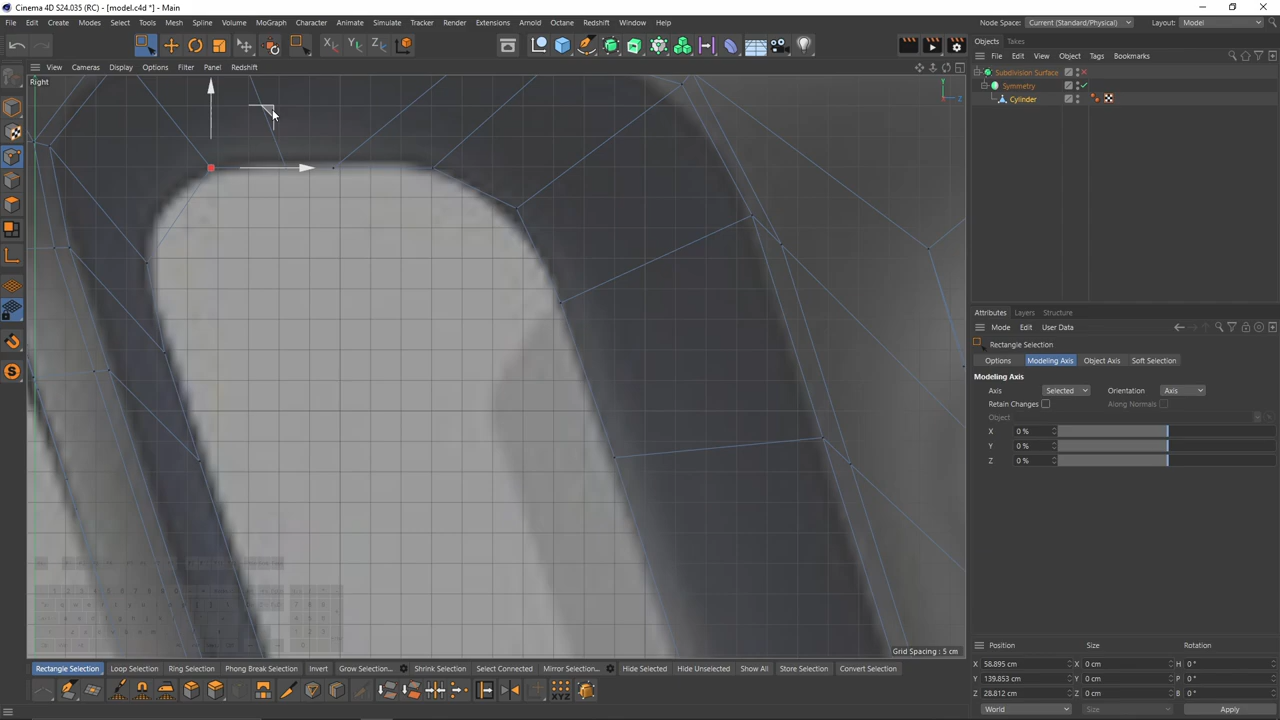 Cinema 4D S24.035 (RC) - [model.c4d *] - Main
File Edit Create Modes Select Tools Mesh Spline Volume MoGraph Character Animate Simulate Tracker Render Extensions Arnold Octane Redshift Window Help
Node Space: Current (Standard/Physical) Layout: Model
Objects Takes
File Edit View Object Tags Bookmarks
View Cameras Display Options Filter Panel Redshift
Right
Y
Z
Subdivision Surface
Symmetry
Cylinder
Attributes Layers Structure
Mode Edit User Data
Rectangle Selection
Options Modeling Axis Object Axis Soft Selection
Modeling Axis
Axis Selected Orientation Axis
Retain Changes Along Normals
Object
X 0 %
Y 0 %
Z 0 %
Grid Spacing : 5 cm
Rectangle Selection Loop Selection Ring Selection Phong Break Selection Invert Grow Selection... Shrink Selection Select Connected Mirror Selection... Hide Selected Hide Unselected Show All Store Selection Convert Selection
Position Size Rotation
X 58.895 cm X 0 cm H 0 °
Y 139.853 cm Y 0 cm P 0 °
Z 28.812 cm Z 0 cm B 0 °
World Size Apply
XYZ